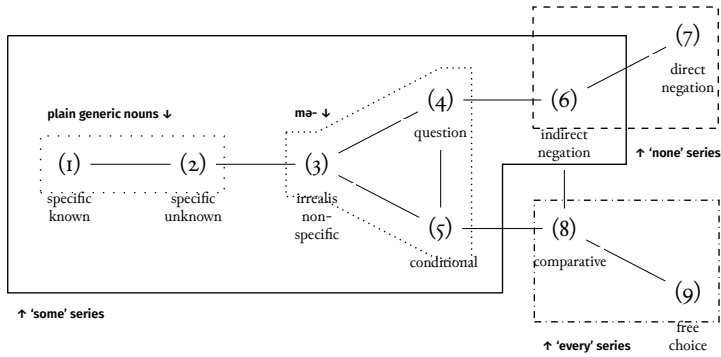 (7)
direct
negation
plain generic nouns ↓
mə- ↓
(4)
question
(6)
indirect
negation
↑ 'none' series
(1)
specific
known
(2)
specific
unknown
(3)
irrealis
non-
specific
(5)
conditional
(8)
comparative
(9)
free
choice
↑ 'some' series
↑ 'every' series